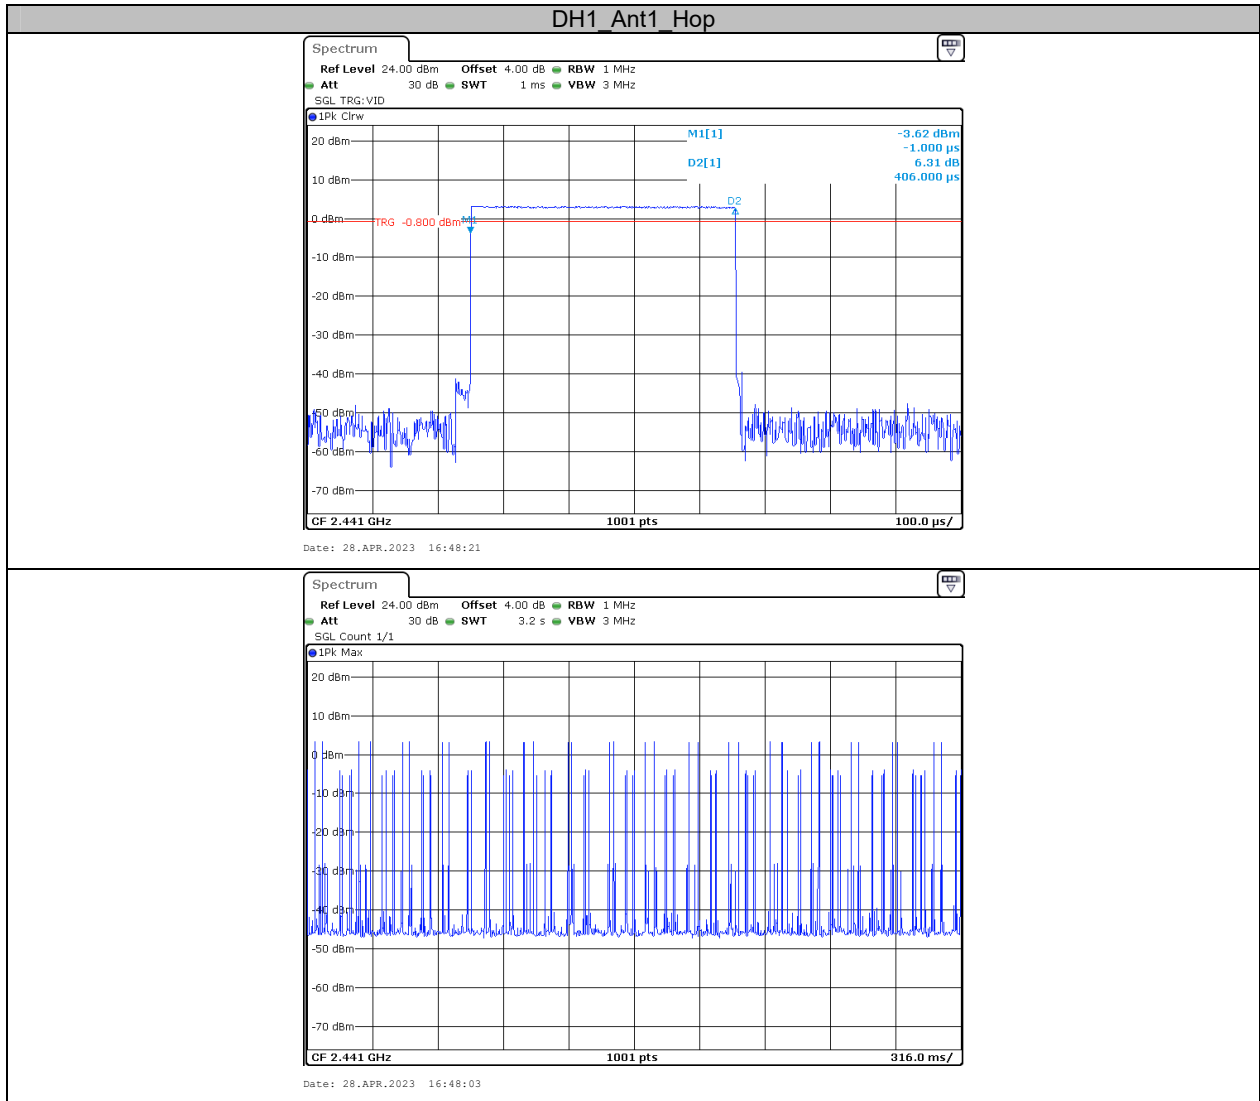 DH1_Ant1_Hop
Spectrum
Ref Level 24.00 dBm Offset 4.00 dB RBW 1 MHz
Att 30 dB SWT 1 ms VBW 3 MHz
SGL TRG:VID
1Pk Clrw
M1[1] -3.62 dBm
-1.000 µs
D2[1] 6.31 dB
406.000 µs
20 dBm
10 dBm
D2
0 dBm
TRG -0.800 dBm M1
-10 dBm
-20 dBm
-30 dBm
-40 dBm
-50 dBm
-60 dBm
-70 dBm
CF 2.441 GHz 1001 pts 100.0 µs/
Date: 28.APR.2023 16:48:21
Spectrum
Ref Level 24.00 dBm Offset 4.00 dB RBW 1 MHz
Att 30 dB SWT 3.2 s VBW 3 MHz
SGL Count 1/1
1Pk Max
20 dBm
10 dBm
0 dBm
-10 dBm
-20 dBm
-30 dBm
-40 dBm
-50 dBm
-60 dBm
-70 dBm
CF 2.441 GHz 1001 pts 316.0 ms/
Date: 28.APR.2023 16:48:03